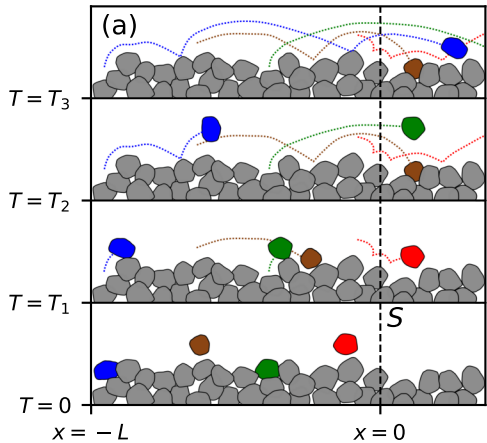 (a)
T = T₃
T = T₂
T = T₁
S
T = 0
x = −L
x = 0